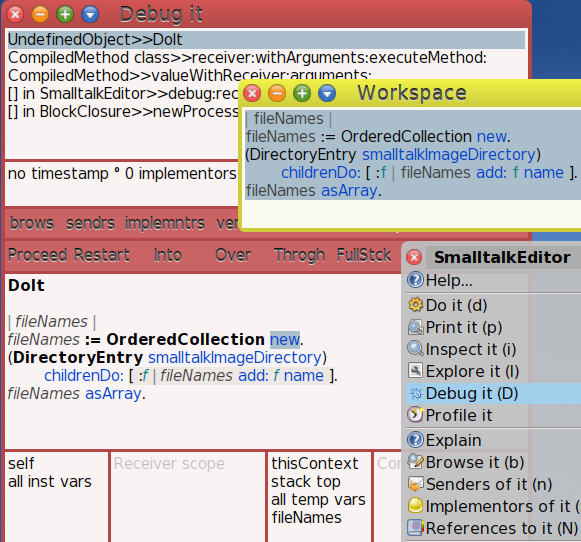 Debug it
UndefinedObject>>DoIt
CompiledMethod class>>receiver:withArguments:executeMethod:
CompiledMethod>>valueWithReceiver:arguments:
[] in SmalltalkEditor>>debug:rec
[] in BlockClosure>>newProcess
no timestamp ° 0 implementors
brows sendrs implemntrs ver
Proceed Restart Into Over Throgh FullStck
DoIt
| fileNames |
fileNames := OrderedCollection new.
(DirectoryEntry smalltalkImageDirectory)
childrenDo: [ :f | fileNames add: f name ].
fileNames asArray.
self
all inst vars
Receiver scope
thisContext
stack top
all temp vars
fileNames
Workspace
| fileNames |
fileNames := OrderedCollection new.
(DirectoryEntry smalltalkImageDirectory)
childrenDo: [ :f | fileNames add: f name ].
fileNames asArray.
SmalltalkEditor
Help...
Do it (d)
Print it (p)
Inspect it (i)
Explore it (I)
Debug it (D)
Profile it
Explain
Browse it (b)
Senders of it (n)
Implementors of it (
References to it (N)